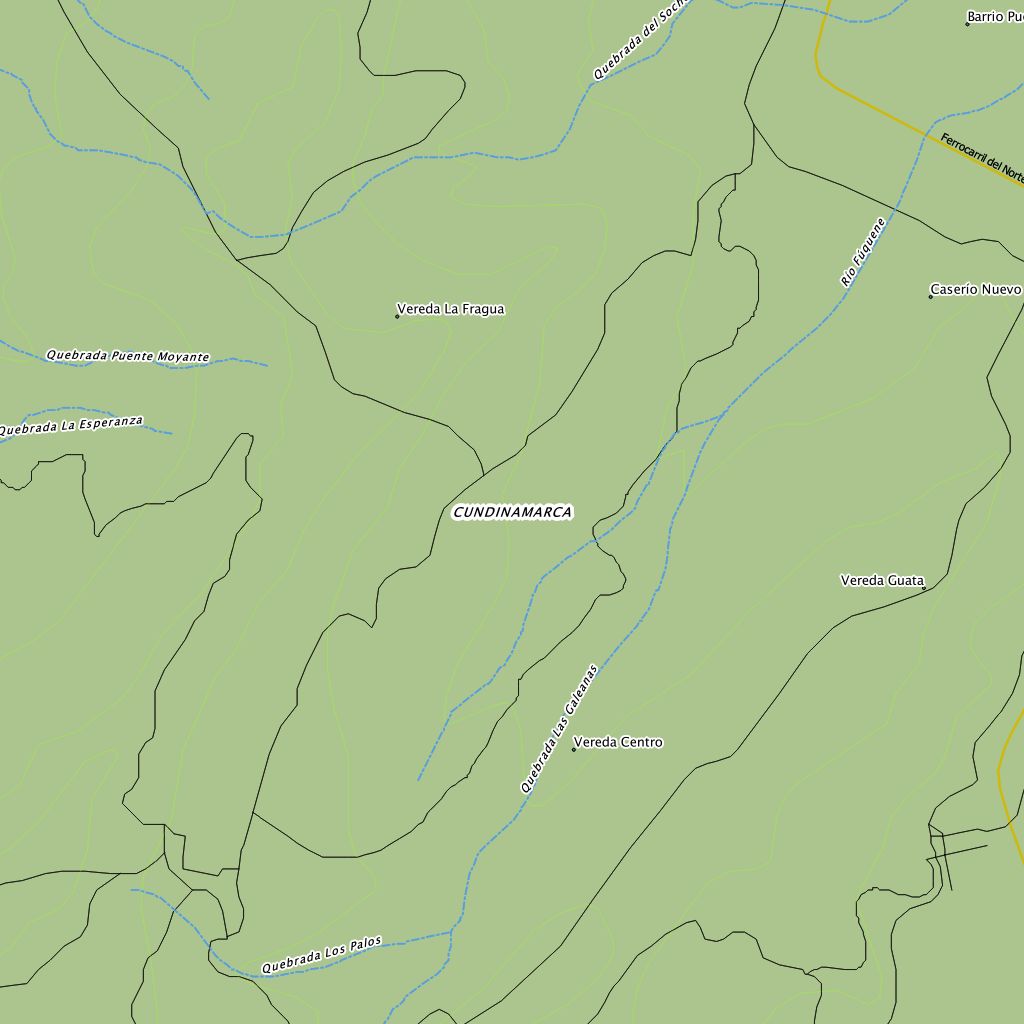 Barrio Pu
Quebrada del Soch
Ferrocarril del Norte
Río Fúquene
Caserío Nuevo
Vereda La Fragua
Quebrada Puente Moyante
Quebrada La Esperanza
CUNDINAMARCA
Vereda Guata
Quebrada Las Galeanas
Vereda Centro
Quebrada Los Palos